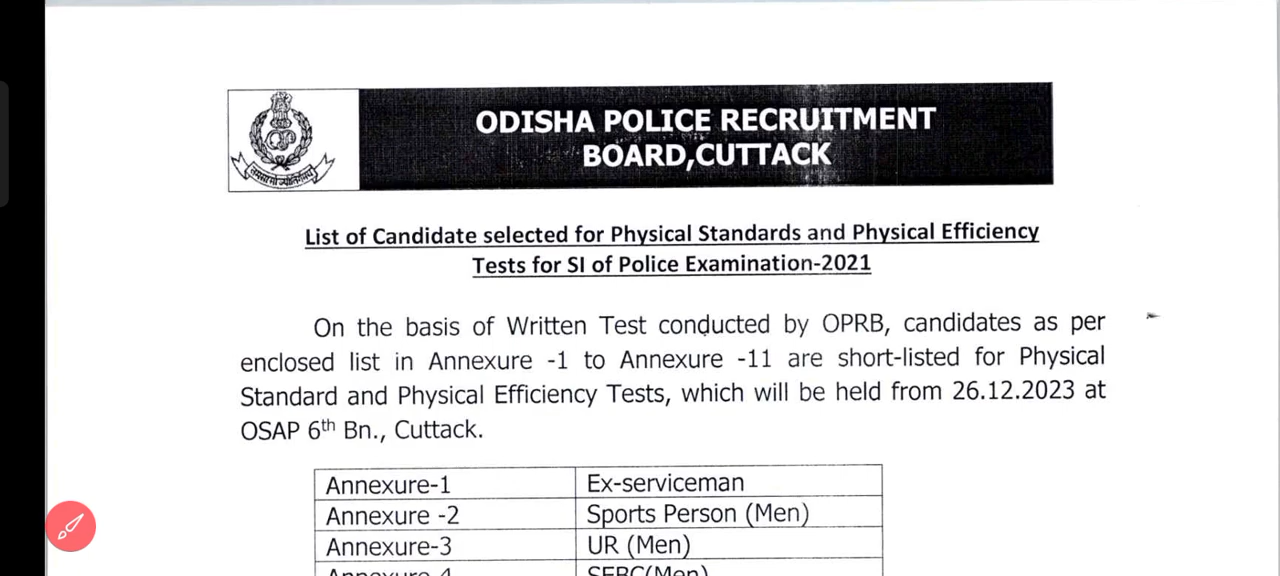 ODISHA POLICE RECRUITMENT
BOARD,CUTTACK
List of Candidate selected for Physical Standards and Physical Efficiency
Tests for SI of Police Examination-2021
On the basis of Written Test conducted by OPRB, candidates as per
enclosed list in Annexure -1 to Annexure -11 are short-listed for Physical
Standard and Physical Efficiency Tests, which will be held from 26.12.2023 at
OSAP 6th Bn., Cuttack.
Annexure-1 Ex-serviceman
Annexure -2 Sports Person (Men)
Annexure-3 UR (Men)
Annexure-4 SEBC(Men)